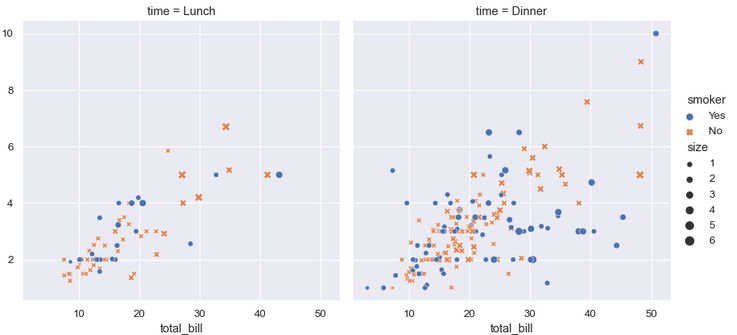 time = Lunch
time = Dinner
10
8
6
4
2
10 20 30 40 50
10 20 30 40 50
total_bill
total_bill
smoker
Yes
No
size
1
2
3
4
5
6